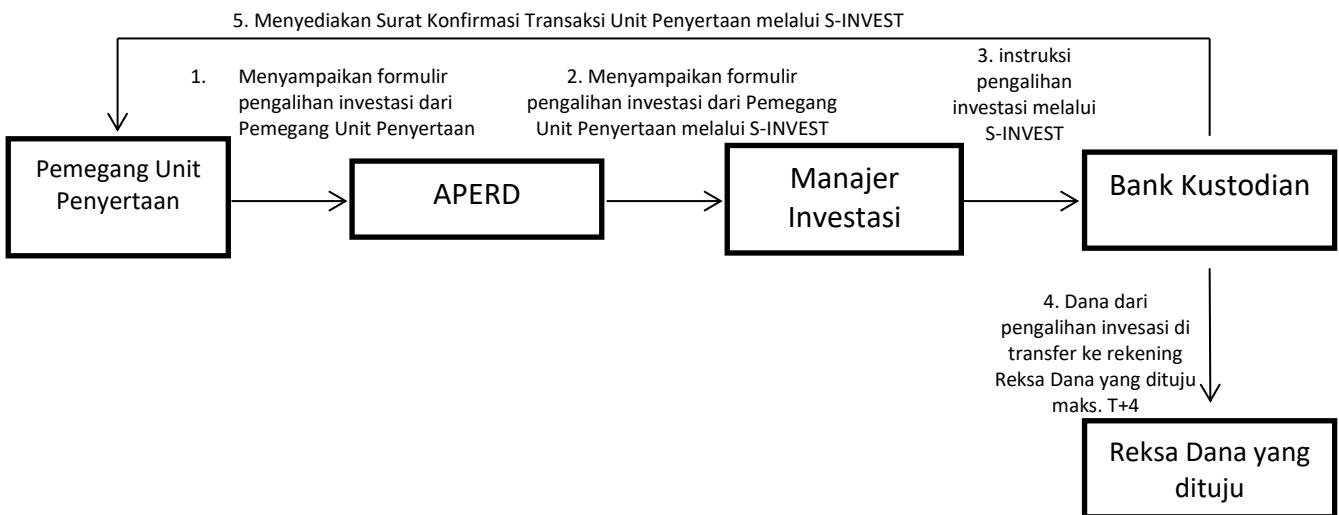 5. Menyediakan Surat Konfirmasi Transaksi Unit Penyertaan melalui S-INVEST
1. Menyampaikan formulir
pengalihan investasi dari
Pemegang Unit Penyertaan
2. Menyampaikan formulir
pengalihan investasi dari Pemegang
Unit Penyertaan melalui S-INVEST
3. instruksi
pengalihan
investasi melalui
S-INVEST
Pemegang Unit
Penyertaan
APERD
Manajer
Investasi
Bank Kustodian
4. Dana dari
pengalihan invesasi di
transfer ke rekening
Reksa Dana yang dituju
maks. T+4
Reksa Dana yang
dituju